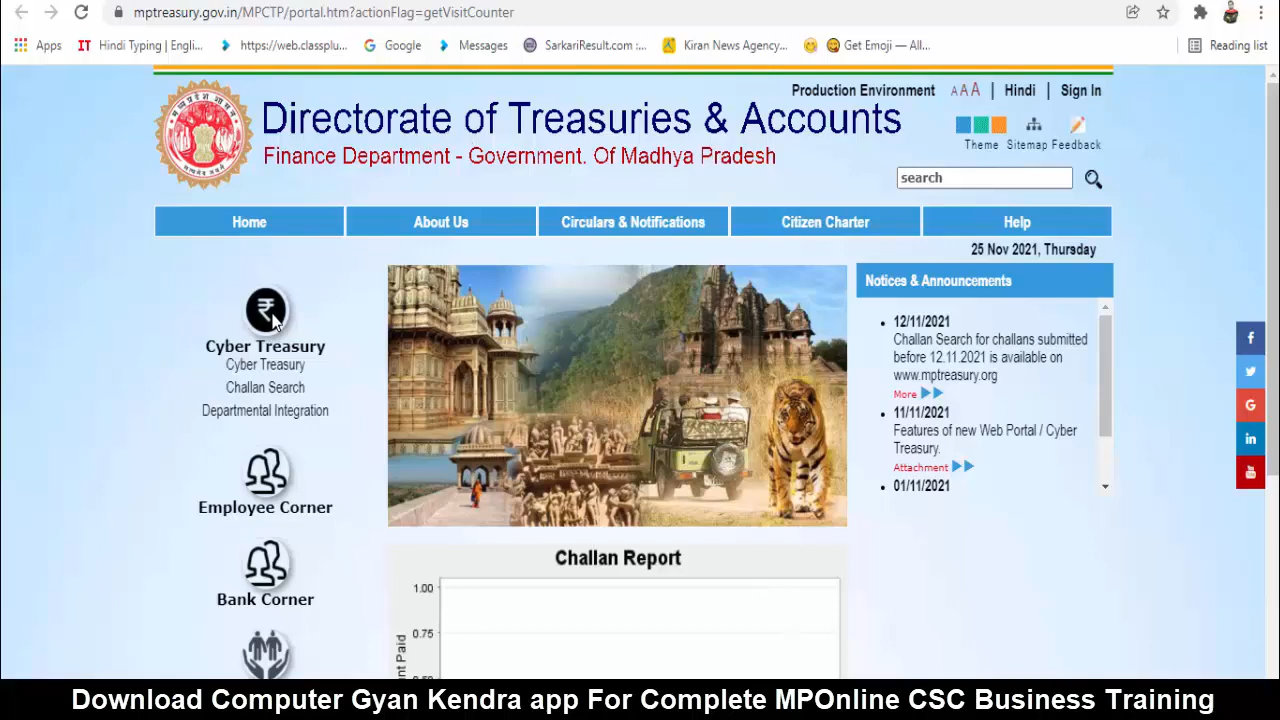 mptreasury.gov.in/MPCTP/portal.htm?actionFlag=getVisitCounter
Apps
IT Hindi Typing | Engli...
https://web.classplu...
G Google
Messages
SarkariResult.com :...
Kiran News Agency...
Get Emoji — All...
Reading list
Production Environment
A A A | Hindi | Sign In
Directorate of Treasuries & Accounts
Finance Department - Government. Of Madhya Pradesh
Theme
Sitemap
Feedback
search
Home
About Us
Circulars & Notifications
Citizen Charter
Help
25 Nov 2021, Thursday
₹
Cyber Treasury
Cyber Treasury
Challan Search
Departmental Integration
Employee Corner
Bank Corner
Notices & Announcements
12/11/2021
Challan Search for challans submitted
before 12.11.2021 is available on
www.mptreasury.org
More
11/11/2021
Features of new Web Portal / Cyber
Treasury.
Attachment
01/11/2021
f
G
in
Challan Report
1.00
0.75
Download Computer Gyan Kendra app For Complete MPOnline CSC Business Training